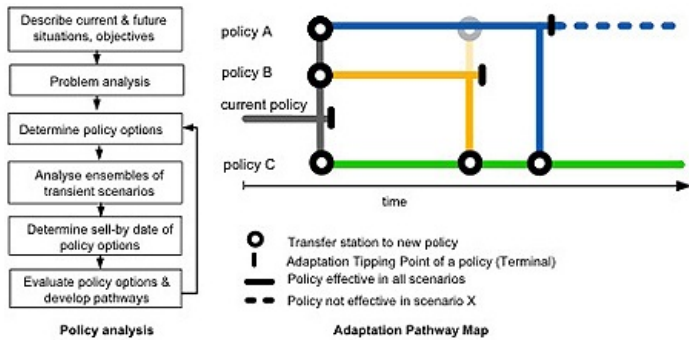 Describe current & future
situations, objectives
Problem analysis
Determine policy options
Analyse ensembles of
transient scenarios
Determine sell-by date of
policy options
Evaluate policy options &
develop pathways
Policy analysis
policy A
policy B
current policy
policy C
time
Transfer station to new policy
Adaptation Tipping Point of a policy (Terminal)
Policy effective in all scenarios
Policy not effective in scenario X
Adaptation Pathway Map